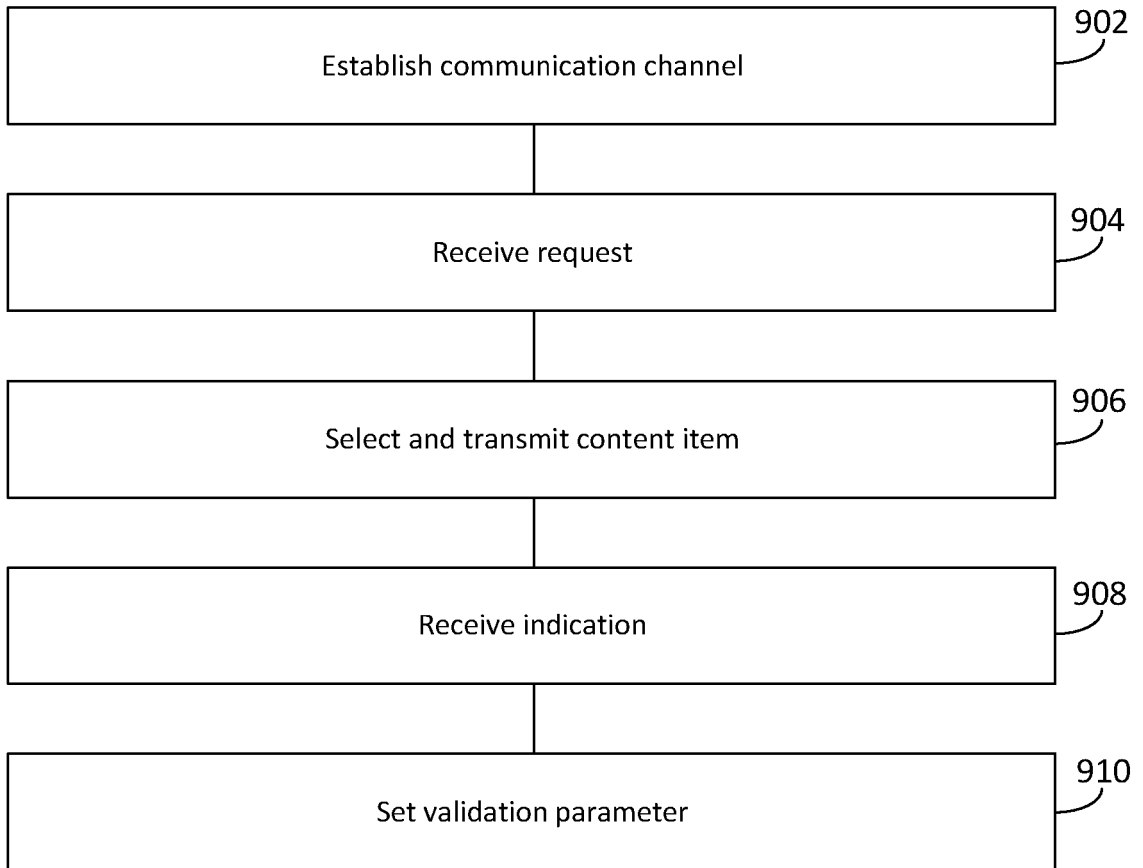 902
Establish communication channel
904
Receive request
906
Select and transmit content item
908
Receive indication
910
Set validation parameter